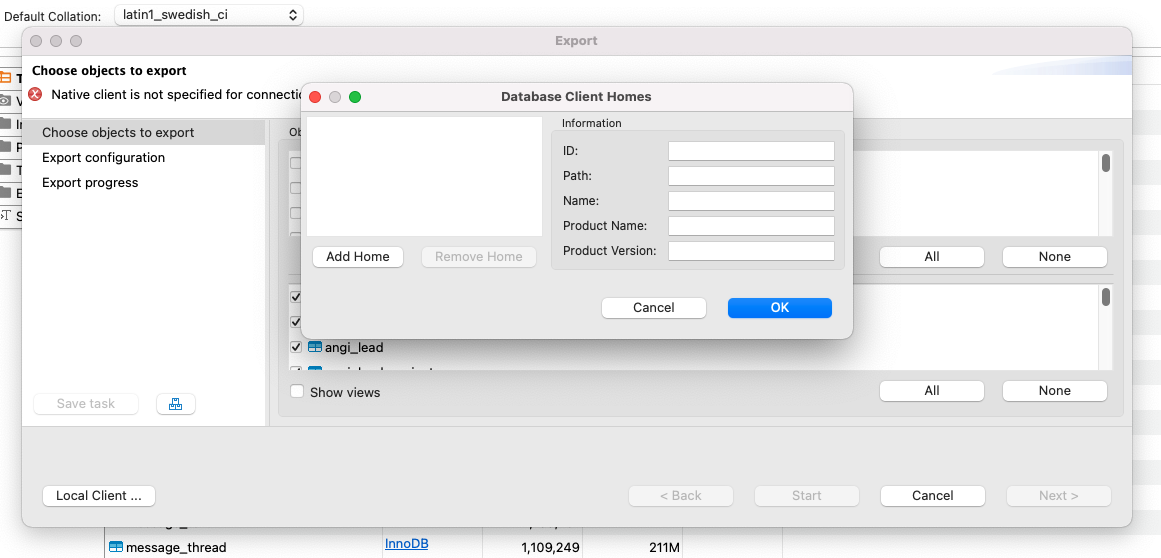 Default Collation: latin1_swedish_ci
Export
Choose objects to export
Native client is not specified for
Database Client Homes
Choose objects to export
Export configuration
Export progress
Information
ID:
Path:
Name:
Product Name:
Product Version:
Add Home
Remove Home
All
None
Cancel
OK
angi_lead
Show views
All
None
Save task
Local Client ...
< Back
Start
Cancel
Next >
message_thread InnoDB 1,109,249 211M